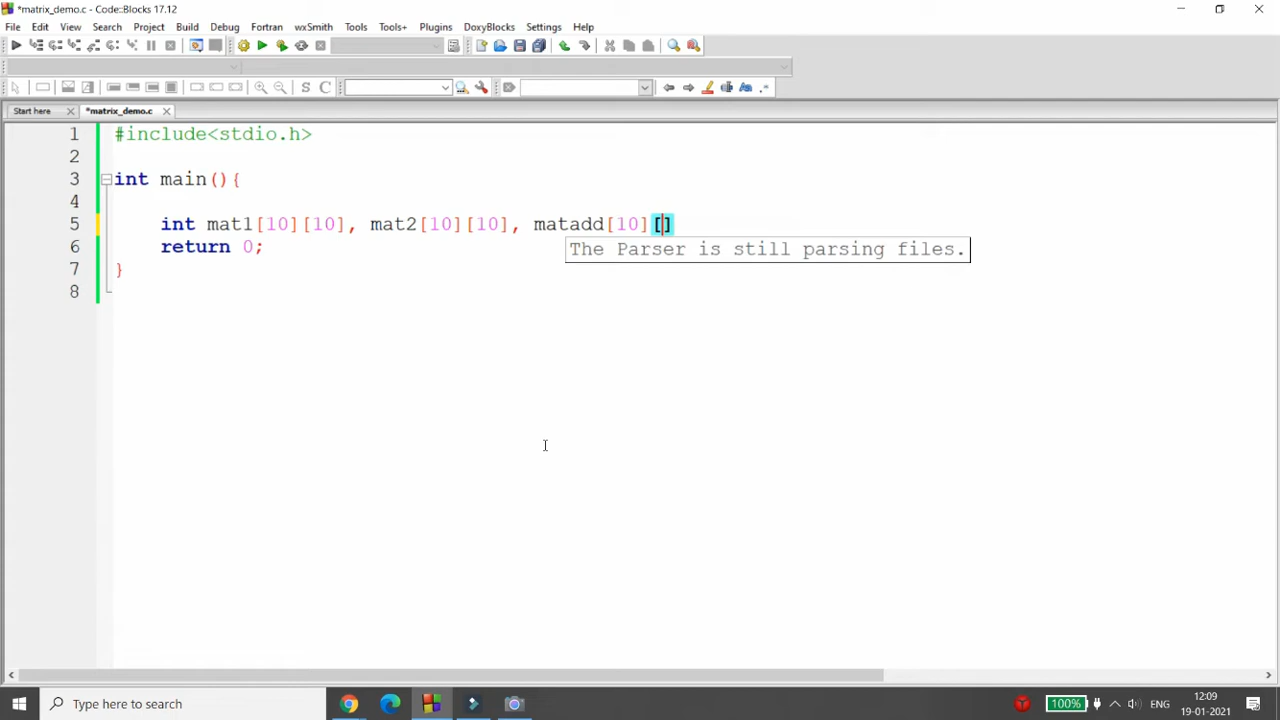 *matrix_demo.c - Code::Blocks 17.12
File Edit View Search Project Build Debug Fortran wxSmith Tools Tools+ Plugins DoxyBlocks Settings Help
S C
Start here *matrix_demo.c
1 #include<stdio.h>
2
3 int main(){
4
5 int mat1[10][10], mat2[10][10], matadd[10][]
6 return 0;
The Parser is still parsing files.
7 }
8
Type here to search
100% ENG
12:09
19-01-2021